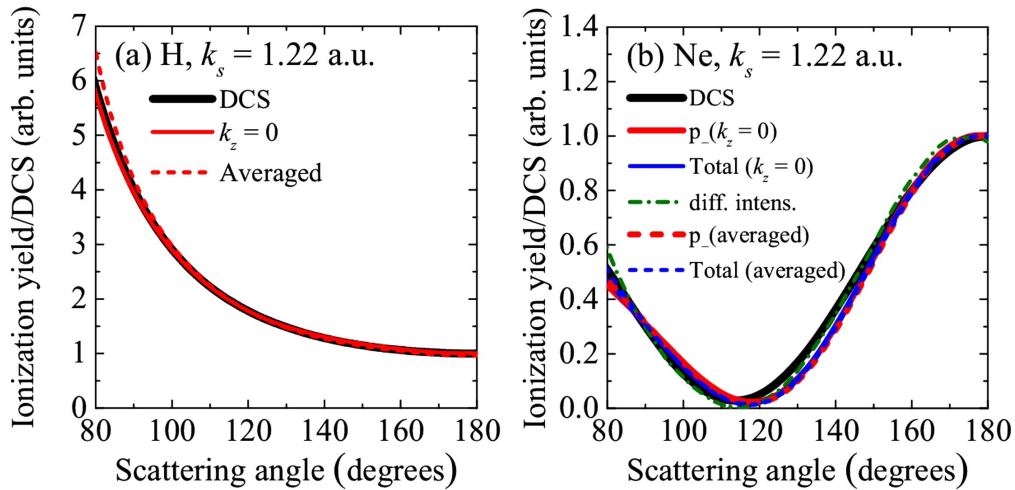 (a) H, kₛ = 1.22 a.u.
DCS
k_z = 0
Averaged
Ionization yield/DCS (arb. units)
7
6
5
4
3
2
1
0
80 100 120 140 160 180
Scattering angle (degrees)
(b) Ne, kₛ = 1.22 a.u.
DCS
p_(k_z = 0)
Total (k_z = 0)
diff. intens.
p_(averaged)
Total (averaged)
Ionization yield/DCS (arb. units)
1.4
1.2
1.0
0.8
0.6
0.4
0.2
0.0
80 100 120 140 160 180
Scattering angle (degrees)